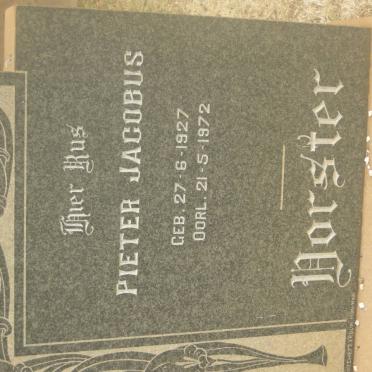 Hier Rus
PIETER JACOBUS
GEB. 27-6-1927
OORL. 21-5-1972
Vorster